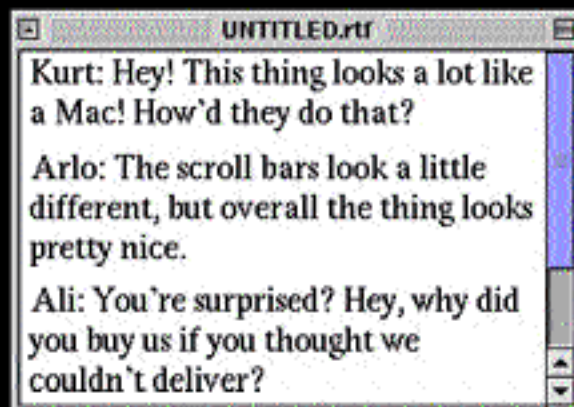 UNTITLED.rtf
Kurt: Hey! This thing looks a lot like
a Mac! How`d they do that?
Arlo: The scroll bars look a little
different, but overall the thing looks
pretty nice.
Ali: You`re surprised? Hey, why did
you buy us if you thought we
couldn`t deliver?